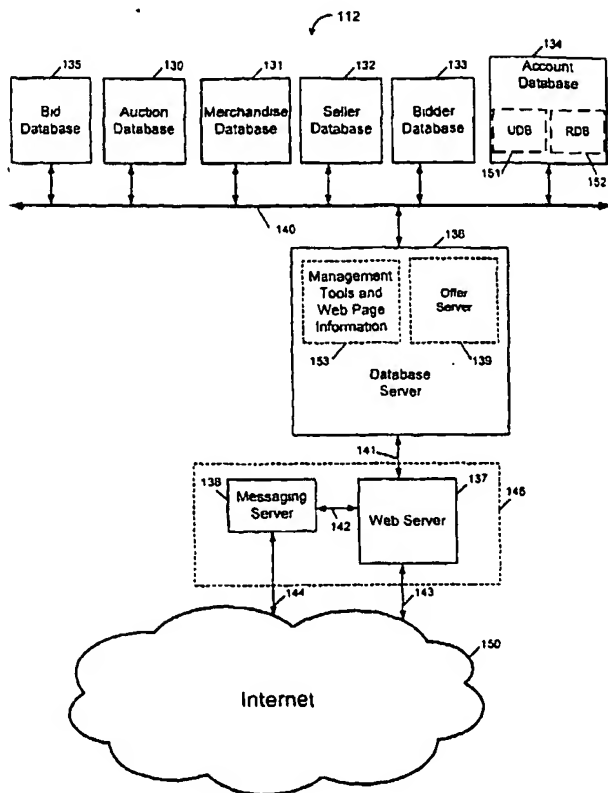 112
135
130
131
132
133
134
Bid
Database
Auction
Database
Merchandise
Database
Seller
Database
Bidder
Database
Account
Database
UDB
RDB
151
152
140
136
Management
Tools and
Web Page
Information
153
Offer
Server
139
Database
Server
141
138
Messaging
Server
142
137
Web Server
144
143
150
Internet